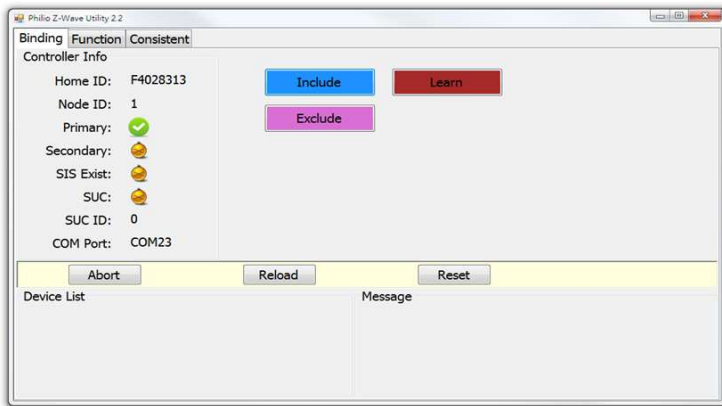 Philio Z-Wave Utility 2.2
Binding Function Consistent
Controller Info
Home ID: F4028313
Node ID: 1
Primary:
Secondary:
SIS Exist:
SUC:
SUC ID: 0
COM Port: COM23
Include Learn
Exclude
Abort Reload Reset
Device List Message